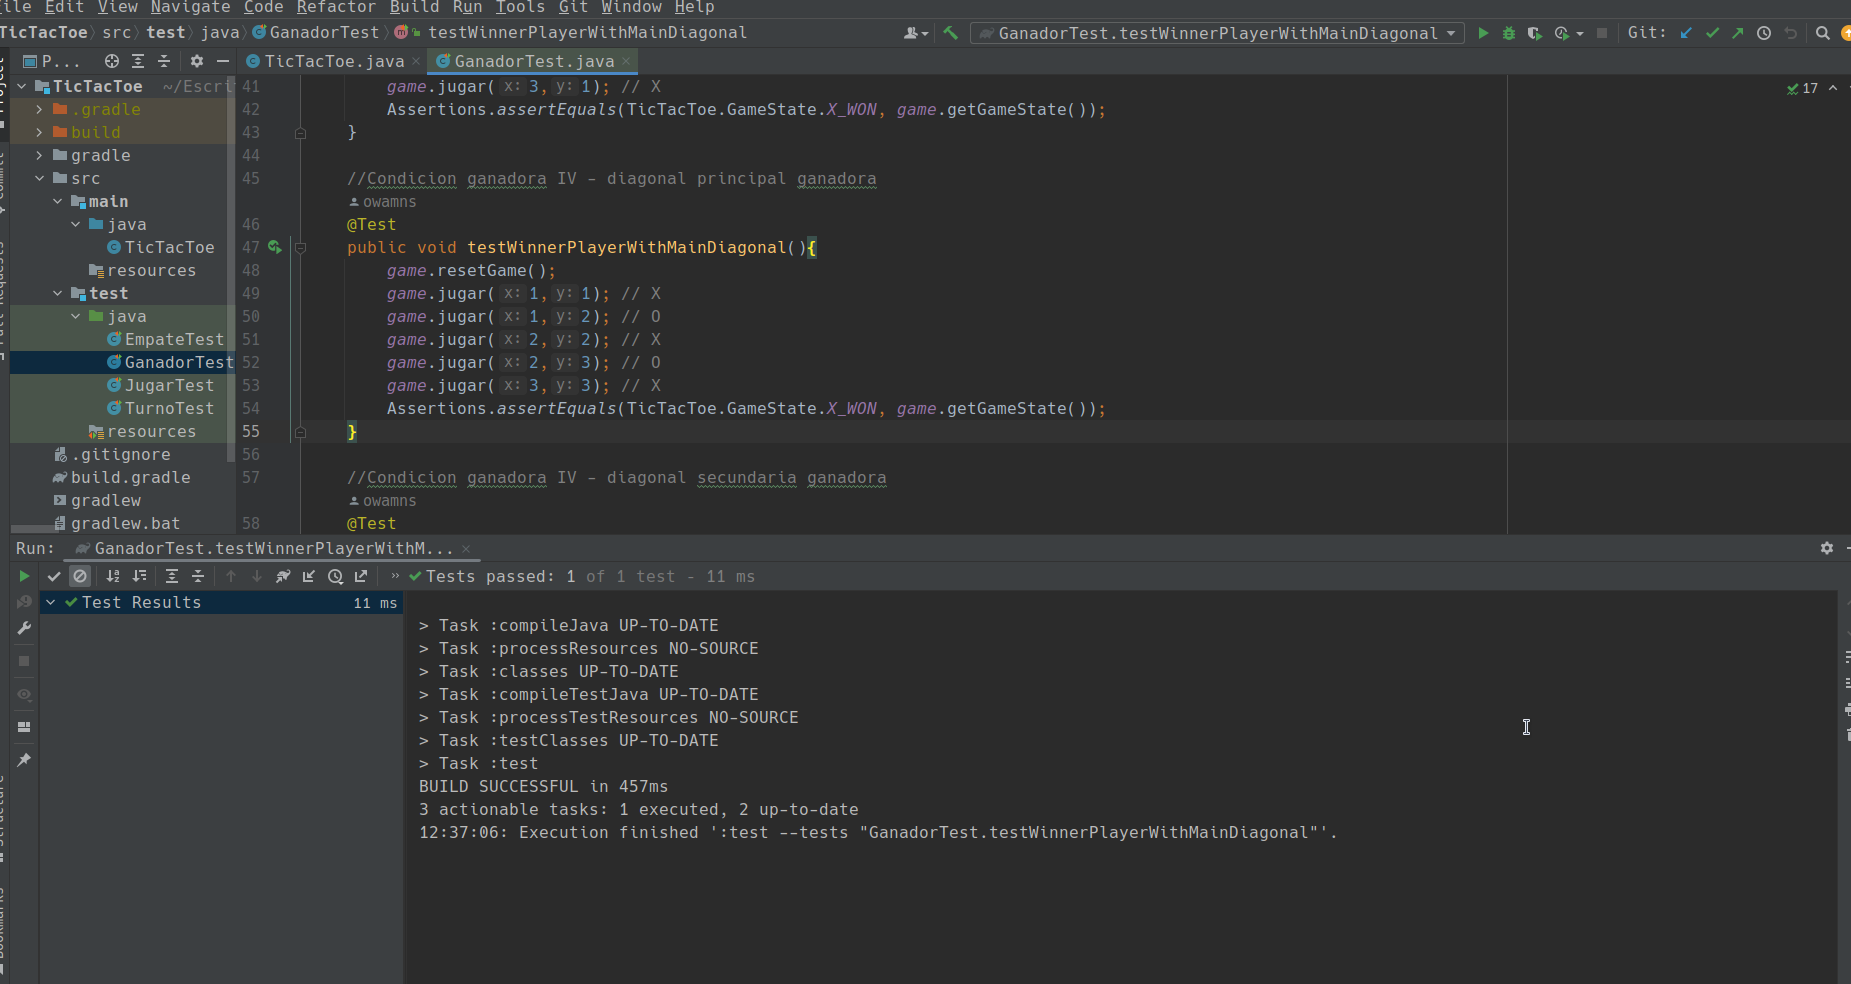 ile Edit View Navigate Code Refactor Build Run Tools Git Window Help
TicTacToe src test java GanadorTest testWinnerPlayerWithMainDiagonal
GanadorTest.testWinnerPlayerWithMainDiagonal
Git:
P...
TicTacToe.java
GanadorTest.java
TicTacToe ~/Escri
.gradle
build
gradle
src
main
java
TicTacToe
resources
test
java
EmpateTest
GanadorTest
JugarTest
TurnoTest
resources
.gitignore
build.gradle
gradlew
gradlew.bat
17
41 game.jugar( x: 3, y: 1); // X
42 Assertions.assertEquals(TicTacToe.GameState.X_WON, game.getGameState());
43 }
44
45 //Condicion ganadora IV - diagonal principal ganadora
owamns
46 @Test
47 public void testWinnerPlayerWithMainDiagonal(){
48 game.resetGame();
49 game.jugar( x: 1, y: 1); // X
50 game.jugar( x: 1, y: 2); // O
51 game.jugar( x: 2, y: 2); // X
52 game.jugar( x: 2, y: 3); // O
53 game.jugar( x: 3, y: 3); // X
54 Assertions.assertEquals(TicTacToe.GameState.X_WON, game.getGameState());
55 }
56
57 //Condicion ganadora IV - diagonal secundaria ganadora
owamns
58 @Test
Run: GanadorTest.testWinnerPlayerWithM...
Tests passed: 1 of 1 test - 11 ms
Test Results 11 ms
> Task :compileJava UP-TO-DATE
> Task :processResources NO-SOURCE
> Task :classes UP-TO-DATE
> Task :compileTestJava UP-TO-DATE
> Task :processTestResources NO-SOURCE
> Task :testClasses UP-TO-DATE
> Task :test
BUILD SUCCESSFUL in 457ms
3 actionable tasks: 1 executed, 2 up-to-date
12:37:06: Execution finished ':test --tests "GanadorTest.testWinnerPlayerWithMainDiagonal"'.